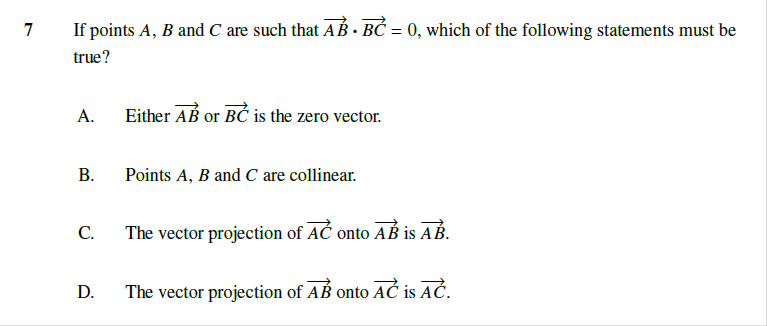 7 If points A, B and C are such that $\overrightarrow{AB} \cdot \overrightarrow{BC} = 0$, which of the following statements must be
true?
A. Either $\overrightarrow{AB}$ or $\overrightarrow{BC}$ is the zero vector.
B. Points A, B and C are collinear.
C. The vector projection of $\overrightarrow{AC}$ onto $\overrightarrow{AB}$ is $\overrightarrow{AB}$.
D. The vector projection of $\overrightarrow{AB}$ onto $\overrightarrow{AC}$ is $\overrightarrow{AC}$.